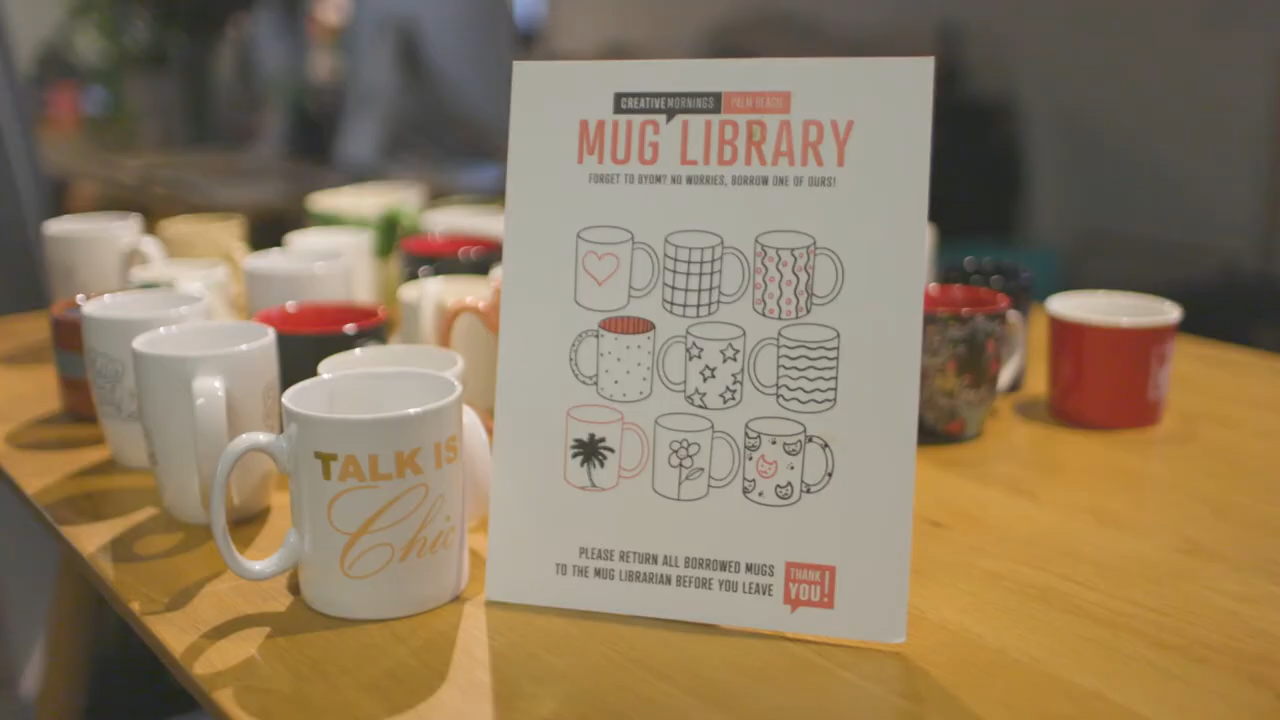 CREATIVEMORNINGS PALM BEACH
MUG LIBRARY
FORGET TO BYOM? NO WORRIES, BORROW ONE OF OURS!
TALK IS
Chic
PLEASE RETURN ALL BORROWED MUGS
TO THE MUG LIBRARIAN BEFORE YOU LEAVE
THANK
YOU!